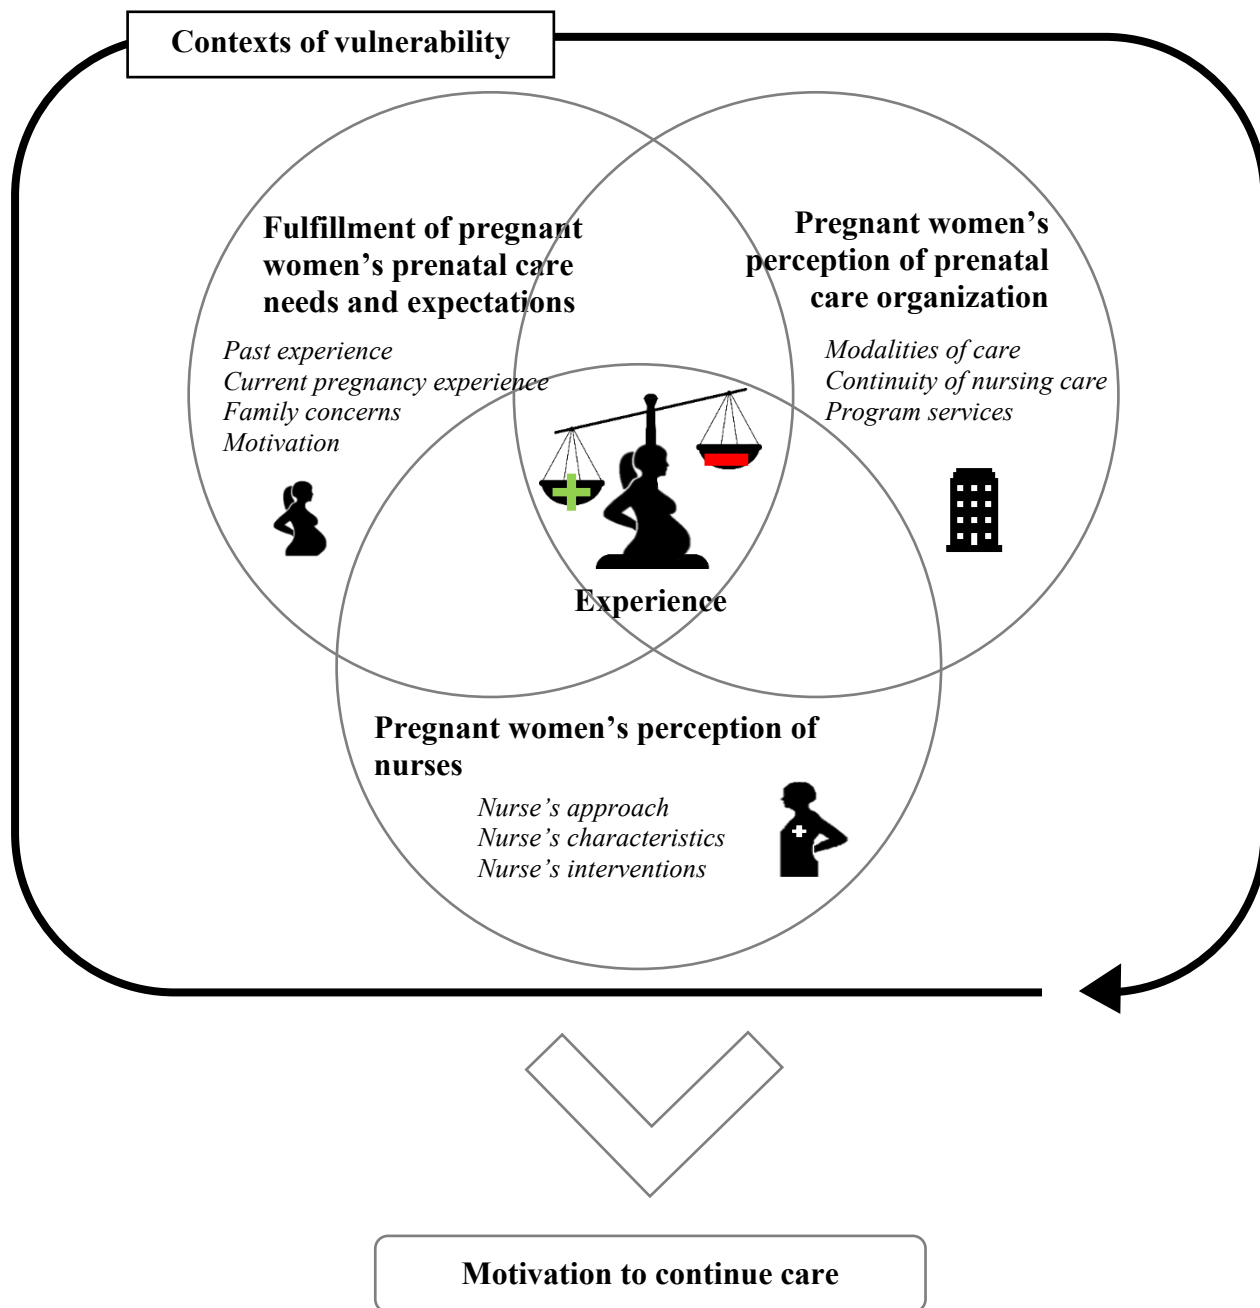 Contexts of vulnerability
Fulfillment of pregnant
women’s prenatal care
needs and expectations
Past experience
Current pregnancy experience
Family concerns
Motivation
Pregnant women’s
perception of prenatal
care organization
Modalities of care
Continuity of nursing care
Program services
Experience
Pregnant women’s perception of
nurses
Nurse’s approach
Nurse’s characteristics
Nurse’s interventions
Motivation to continue care